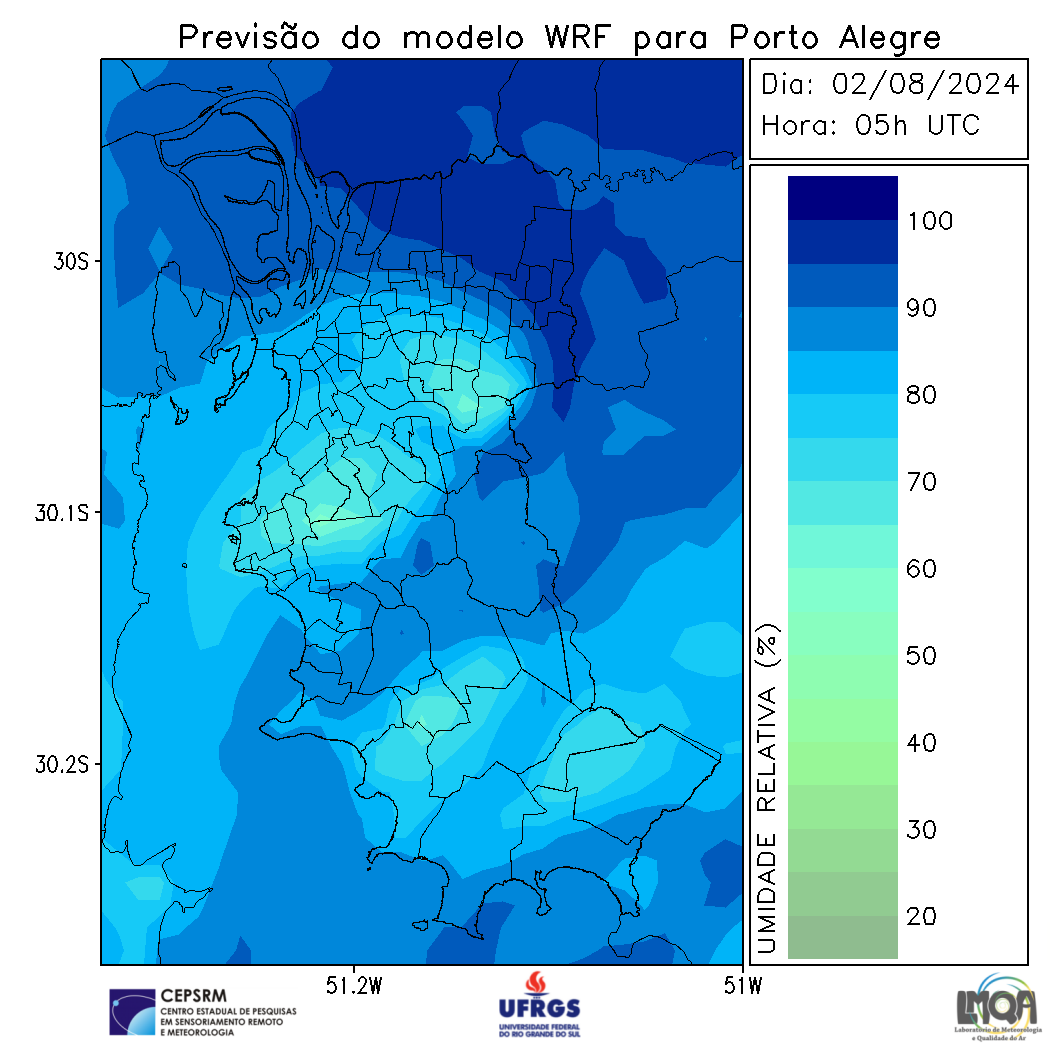 Previsão do modelo WRF para Porto Alegre
Dia: 02/08/2024
Hora: 05h UTC
30S
30.1S
30.2S
51.2W
51W
100
90
80
70
60
50
40
30
20
UMIDADE RELATIVA (%)
CEPSRM
CENTRO ESTADUAL DE PESQUISAS
EM SENSORIAMENTO REMOTO
E METEOROLOGIA
UFRGS
UNIVERSIDADE FEDERAL
DO RIO GRANDE DO SUL
LMQA
Laboratório de Meteorologia
e Qualidade do Ar